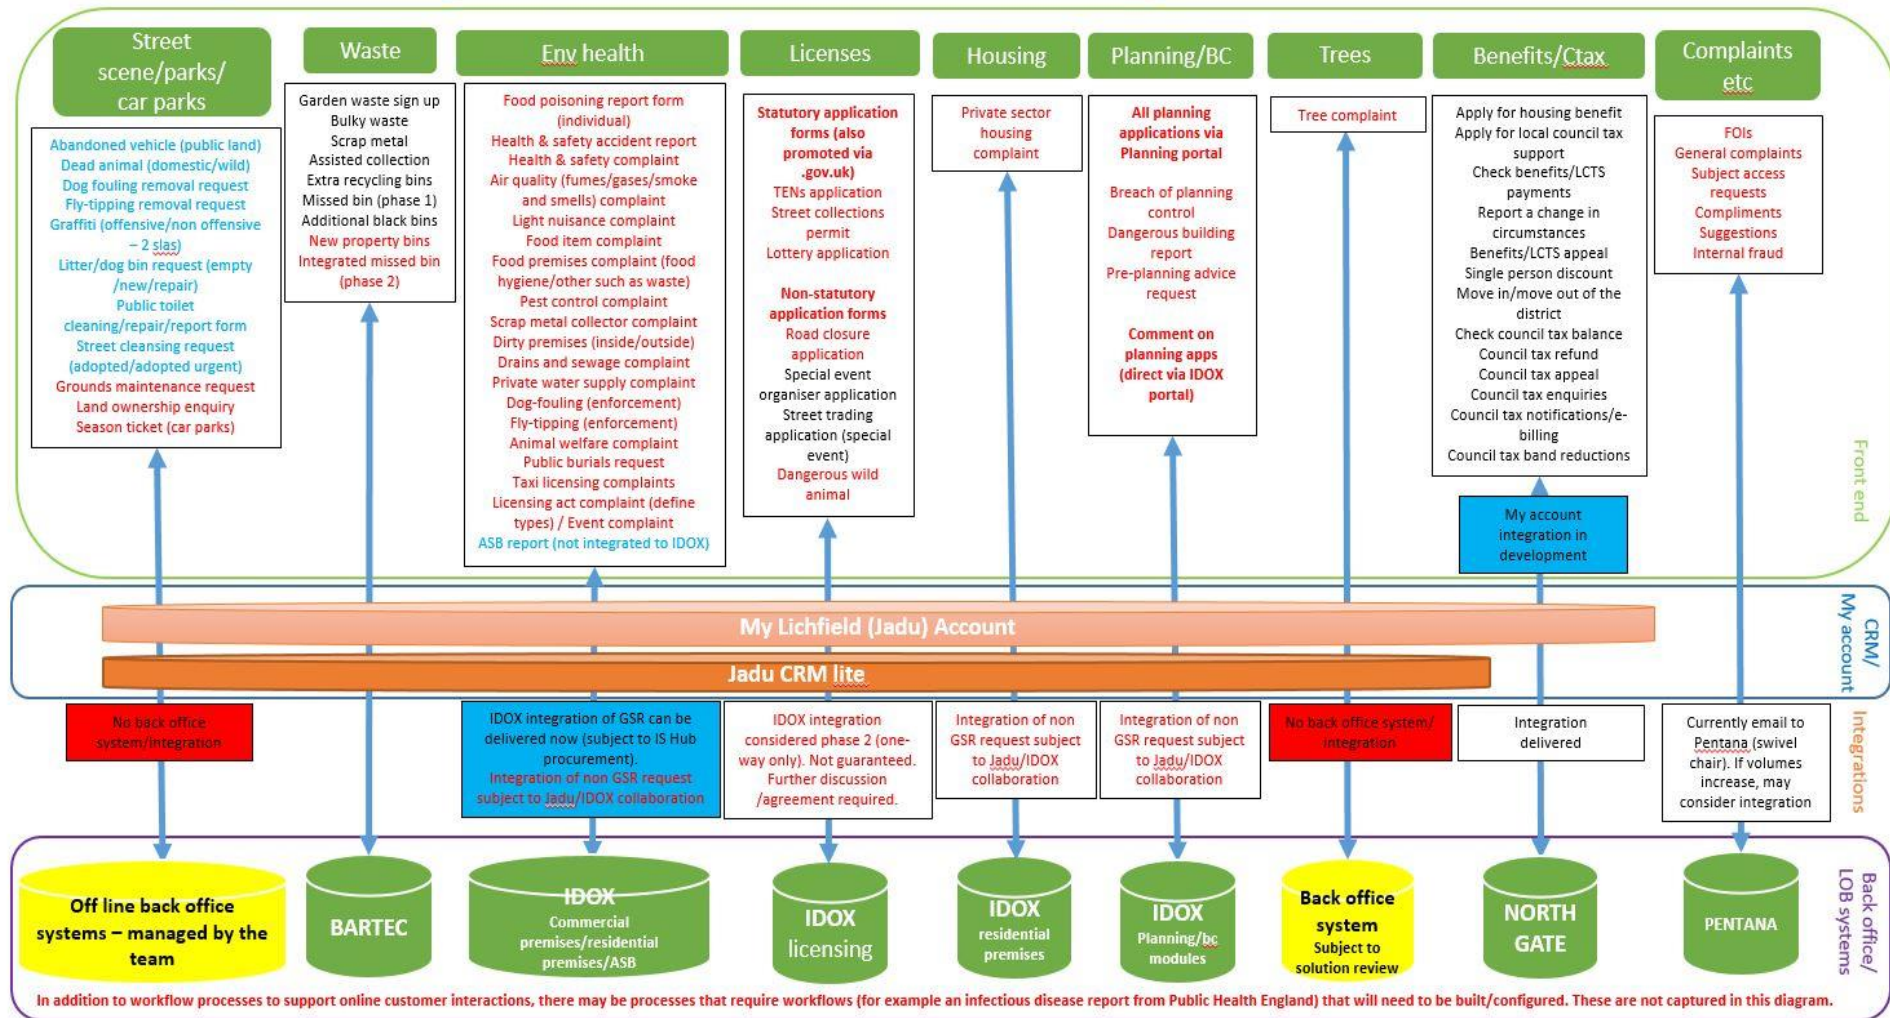 Street
scene/parks/
car parks
Abandoned vehicle (public land)
Dead animal (domestic/wild)
Dog fouling removal request
Fly-tipping removal request
Graffiti (offensive/non offensive
– 2 slas)
Litter/dog bin request (empty
/new/repair)
Public toilet
cleaning/repair/report form
Street cleansing request
(adopted/adopted urgent)
Grounds maintenance request
Land ownership enquiry
Season ticket (car parks)
Waste
Garden waste sign up
Bulky waste
Scrap metal
Assisted collection
Extra recycling bins
Missed bin (phase 1)
Additional black bins
New property bins
Integrated missed bin
(phase 2)
Env health
Food poisoning report form
(individual)
Health & safety accident report
Health & safety complaint
Air quality (fumes/gases/smoke
and smells) complaint
Light nuisance complaint
Food item complaint
Food premises complaint (food
hygiene/other such as waste)
Pest control complaint
Scrap metal collector complaint
Dirty premises (inside/outside)
Drains and sewage complaint
Private water supply complaint
Dog-fouling (enforcement)
Fly-tipping (enforcement)
Animal welfare complaint
Public burials request
Taxi licensing complaints
Licensing act complaint (define
types) / Event complaint
ASB report (not integrated to IDOX)
Licenses
Statutory application
forms (also
promoted via
.gov.uk)
TENs application
Street collections
permit
Lottery application
Non-statutory
application forms
Road closure
application
Special event
organiser application
Street trading
application (special
event)
Dangerous wild
animal
Housing
Private sector
housing
complaint
Planning/BC
All planning
applications via
Planning portal
Breach of planning
control
Dangerous building
report
Pre-planning advice
request
Comment on
planning apps
(direct via IDOX
portal)
Trees
Tree complaint
Benefits/Ctax
Apply for housing benefit
Apply for local council tax
support
Check benefits/LCTS
payments
Report a change in
circumstances
Benefits/LCTS appeal
Single person discount
Move in/move out of the
district
Check council tax balance
Council tax refund
Council tax appeal
Council tax enquiries
Council tax notifications/e-
billing
Council tax band reductions
My account
integration in
development
Complaints
etc
FOIs
General complaints
Subject access
requests
Compliments
Suggestions
Internal fraud
Front end
My Lichfield (Jadu) Account
Jadu CRM lite
CRM/
My account
No back office
system/integration
IDOX integration of GSR can be
delivered now (subject to IS Hub
procurement).
Integration of non GSR request
subject to Jadu/IDOX collaboration
IDOX integration
considered phase 2 (one-
way only). Not guaranteed.
Further discussion
/agreement required.
Integration of non
GSR request subject
to Jadu/IDOX
collaboration
Integration of non
GSR request subject
to Jadu/IDOX
collaboration
No back office system/
integration
Integration
delivered
Currently email to
Pentana (swivel
chair). If volumes
increase, may
consider integration
Integrations
Off line back office
systems – managed by the
team
BARTEC
IDOX
Commercial
premises/residential
premises/ASB
IDOX
licensing
IDOX
residential
premises
IDOX
Planning/bc
modules
Back office
system
Subject to
solution review
NORTH
GATE
PENTANA
Back office/
LOB systems
In addition to workflow processes to support online customer interactions, there may be processes that require workflows (for example an infectious disease report from Public Health England) that will need to be built/configured. These are not captured in this diagram.